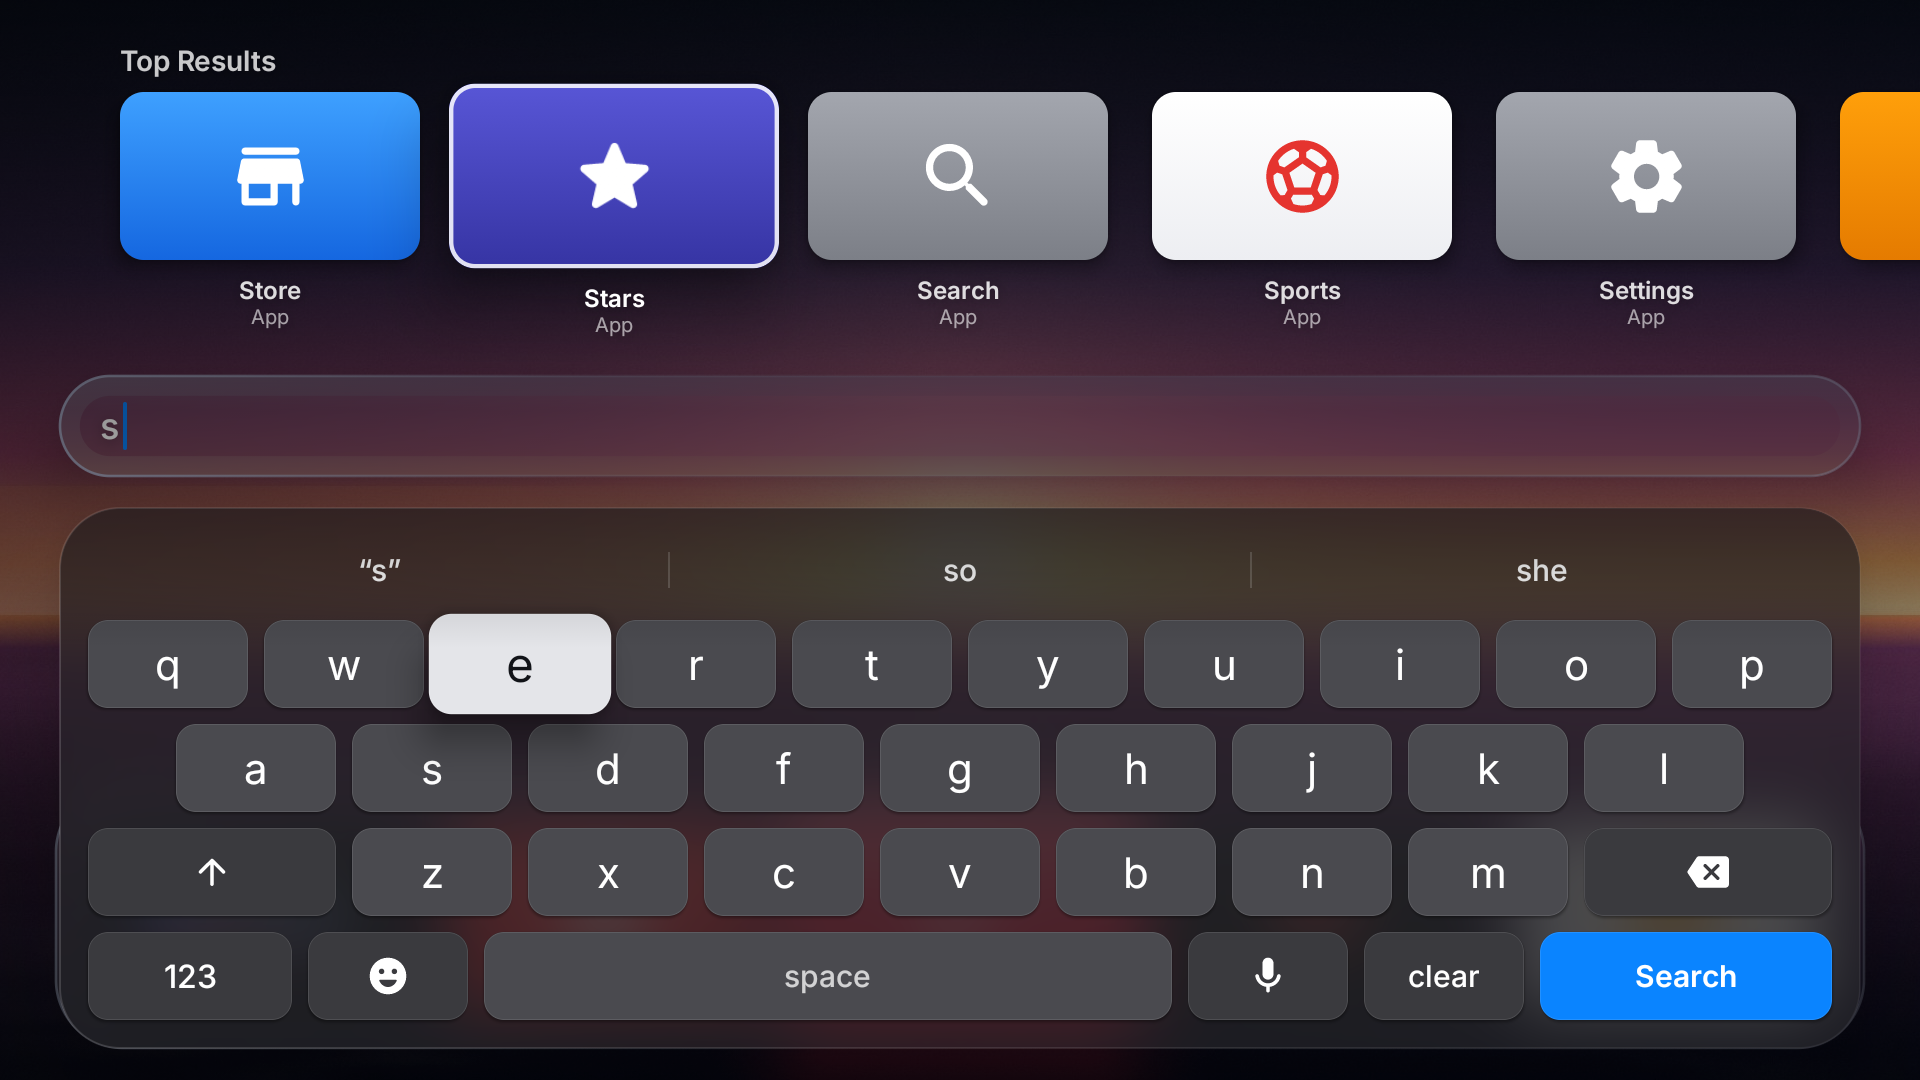 Top Results
Store
App
Stars
App
Search
App
Sports
App
Settings
App
s
“s”
so
she
q w e r t y u i o p
a s d f g h j k l
z x c v b n m
123
space
clear
Search